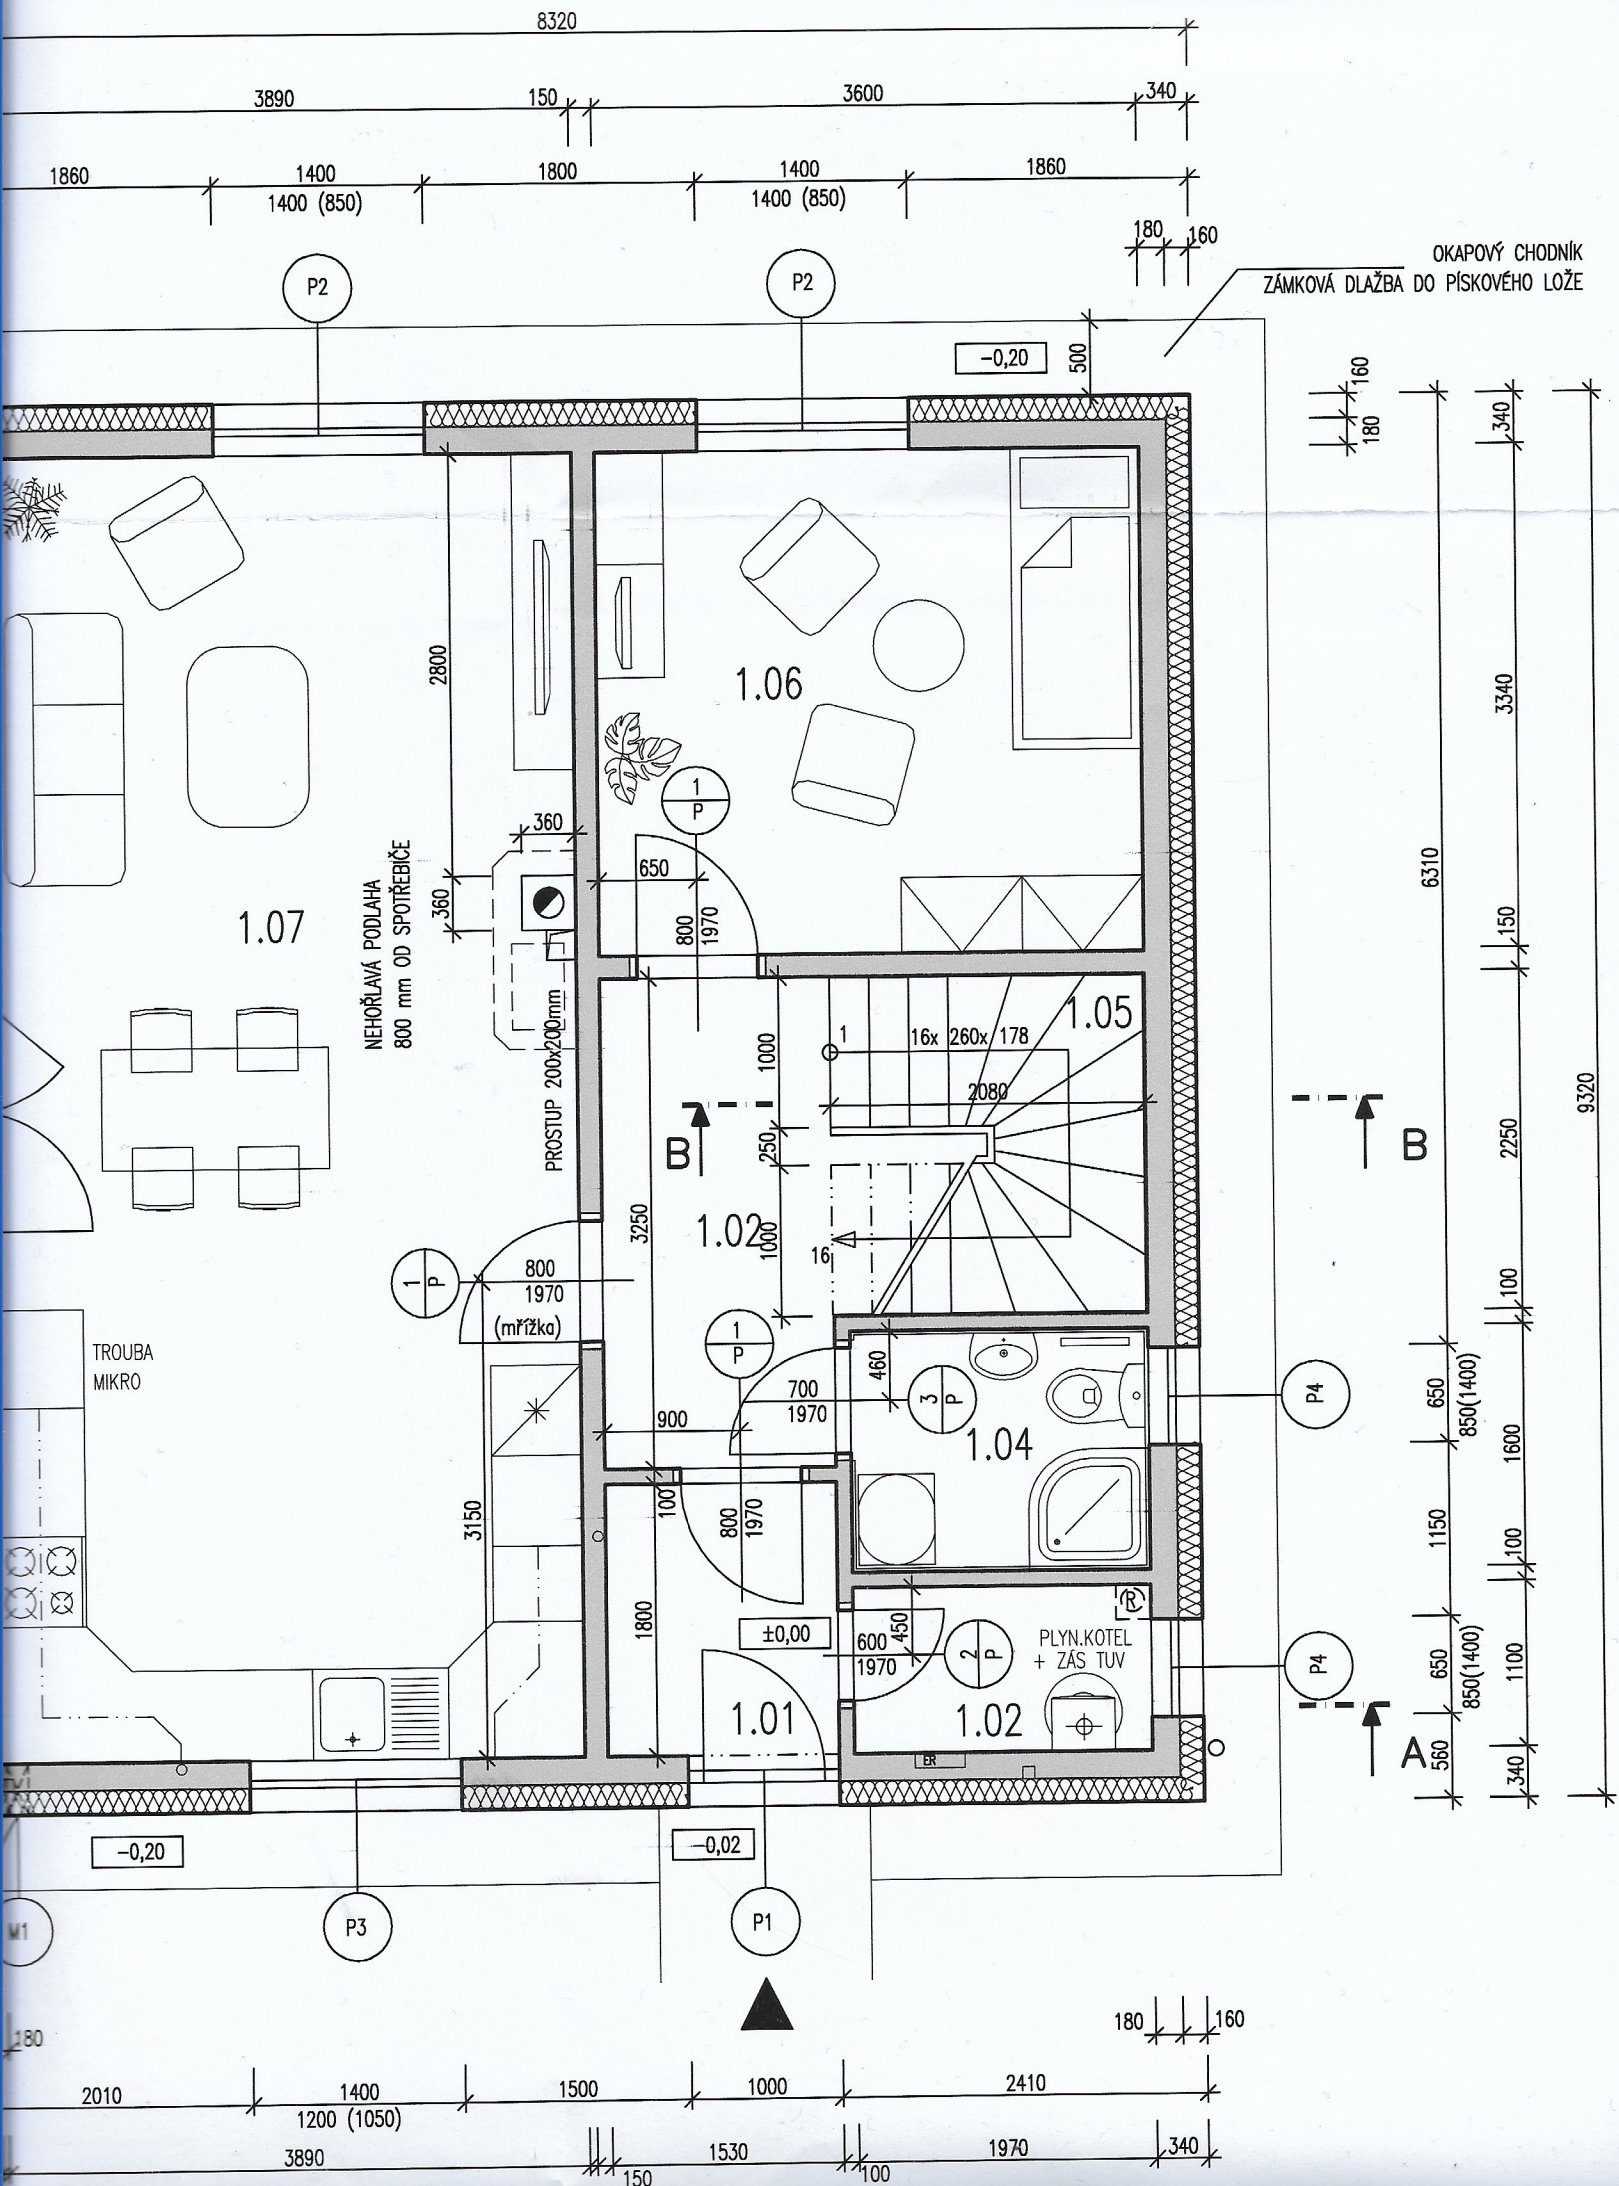 8320
3890 150 3600 340
1860 1400 1800 1400 1860
1400 (850) 1400 (850)
180 160
OKAPOVÝ CHODNÍK
ZÁMKOVÁ DLAŽBA DO PÍSKOVÉHO LOŽE
P2 P2
-0,20
500
160
180
340
2800
1.06
3340
1
P
360
650
800
1970
360
NEHOŘLAVÁ PODLAHA
800 mm OD SPOTŘEBIČE
1.07
6310
150
PROSTUP 200x200mm
1.05
1
16x 260x 178
1000
2080
9320
B
250
B
2250
3250
1.02
1000
16
1
P
800
1970
(mřížka)
100
1
P
TROUBA
MIKRO
460
700
1970
3
P
P4
650
850(1400)
900
1.04
1600
3150
100
800
1970
1150
100
R
1800
±0,00
600
1970
450
2
P
PLYN.KOTEL
+ ZÁS TUV
P4
650
850(1400)
1100
1.01
1.02
A
560
340
ER
-0,20
-0,02
M1
P3
P1
180
180 160
2010 1400 1500 1000 2410
1200 (1050)
3890 1530 1970 340
150 100